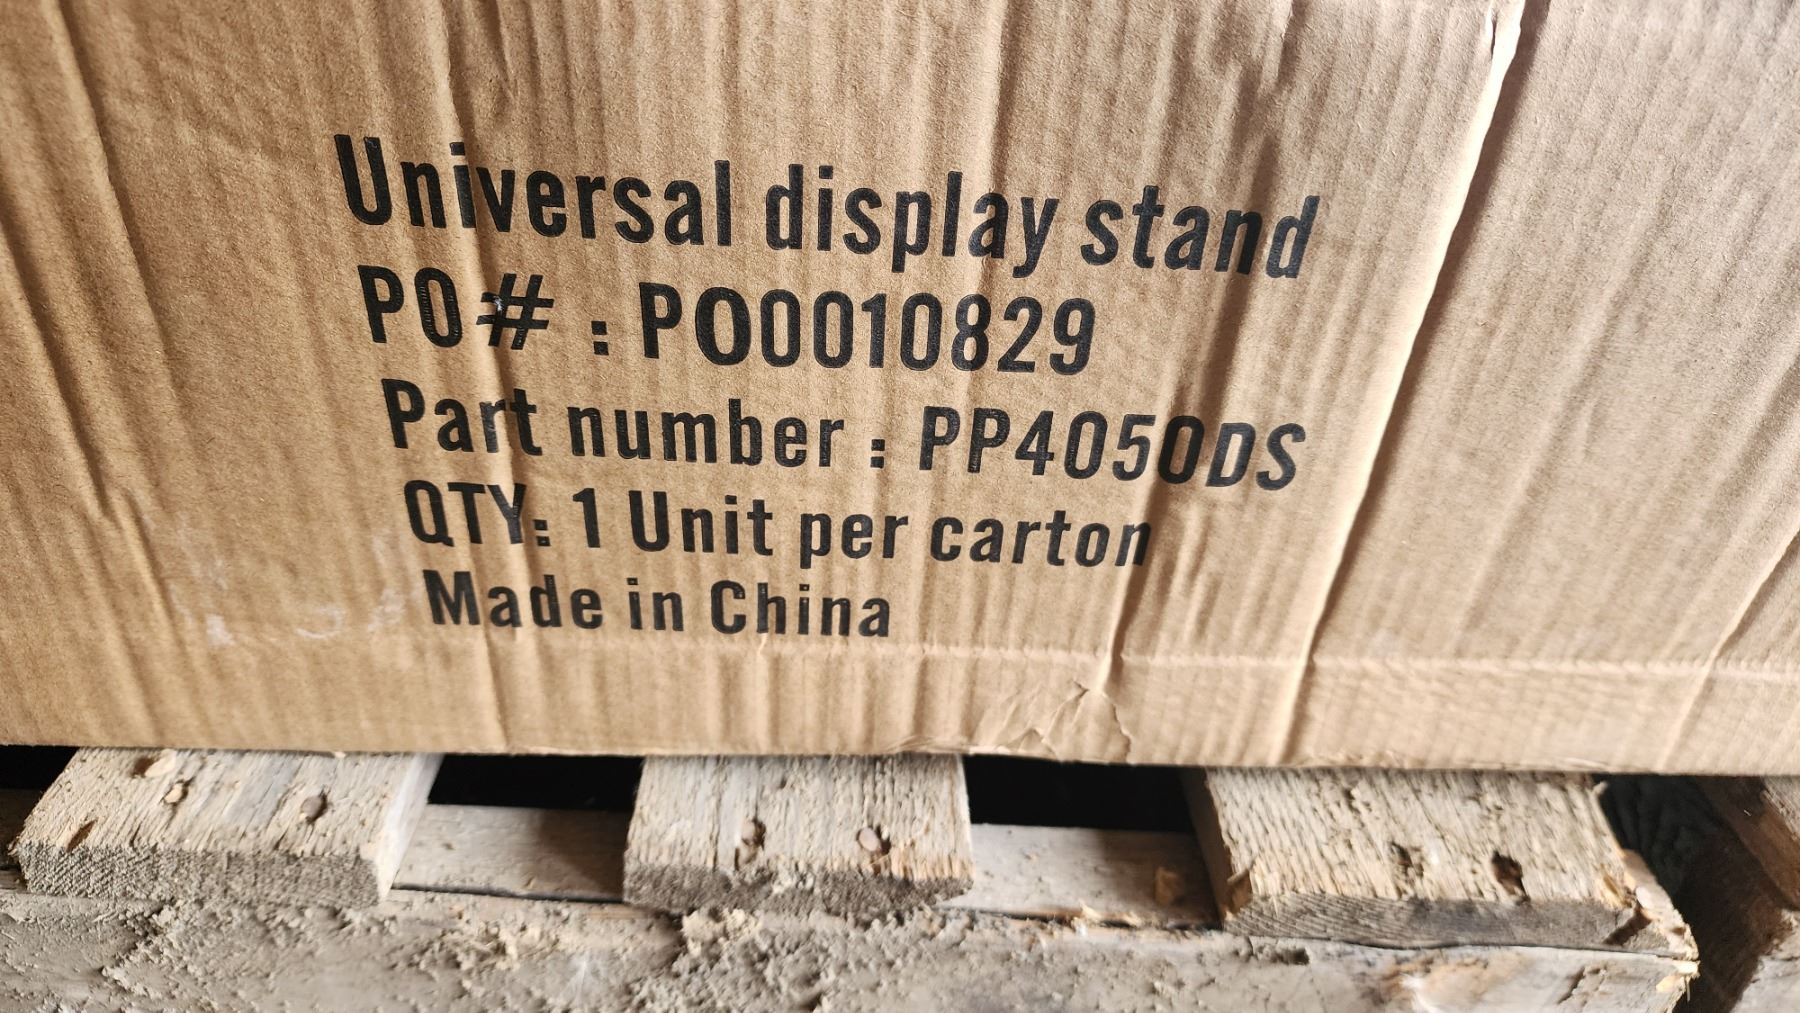 Universal display stand
PO# : PO0010829
Part number : PP4050DS
QTY: 1 Unit per carton
Made in China